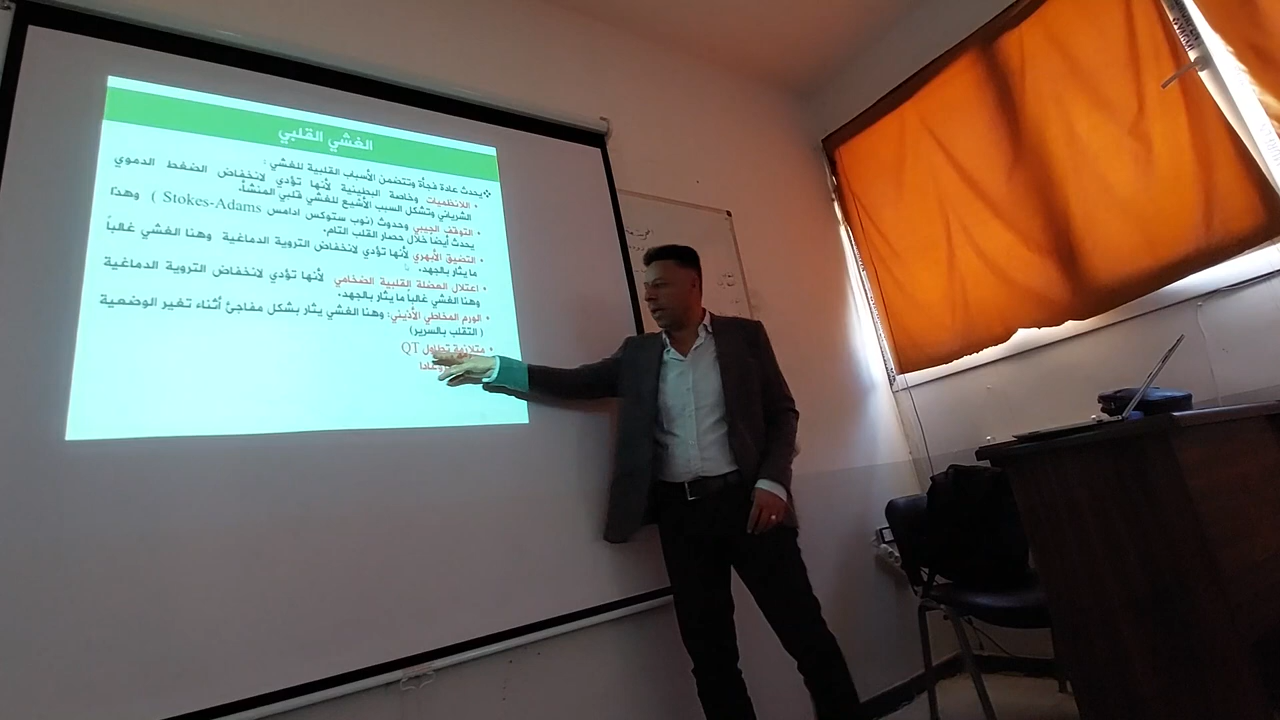 الغشي القلبي
❖يحدث عادة فجأة وتتضمن الأسباب القلبية للغشي :
• اللانظميات وخاصة البطينية لأنها تؤدي لانخفاض الضغط الدموي
الشرياني وتشكل السبب الأشيع للغشي قلبي المنشأ.
• التوقف الجيبي وحدوث (نوب ستوكس ادامس Stokes-Adams ) وهذا
يحدث أيضا خلال حصار القلب التام.
• التضيق الأبهري لأنها تؤدي لانخفاض التروية الدماغية وهنا الغشي غالباً
ما يثار بالجهد.
• اعتلال العضلة القلبية الضخامي لأنها تؤدي لانخفاض التروية الدماغية
وهنا الغشي غالباً ما يثار بالجهد.
• الورم المخاطي الأذيني: وهنا الغشي يثار بشكل مفاجئ أثناء تغير الوضعية
( التقلب بالسرير)
• متلازمة تطاول QT